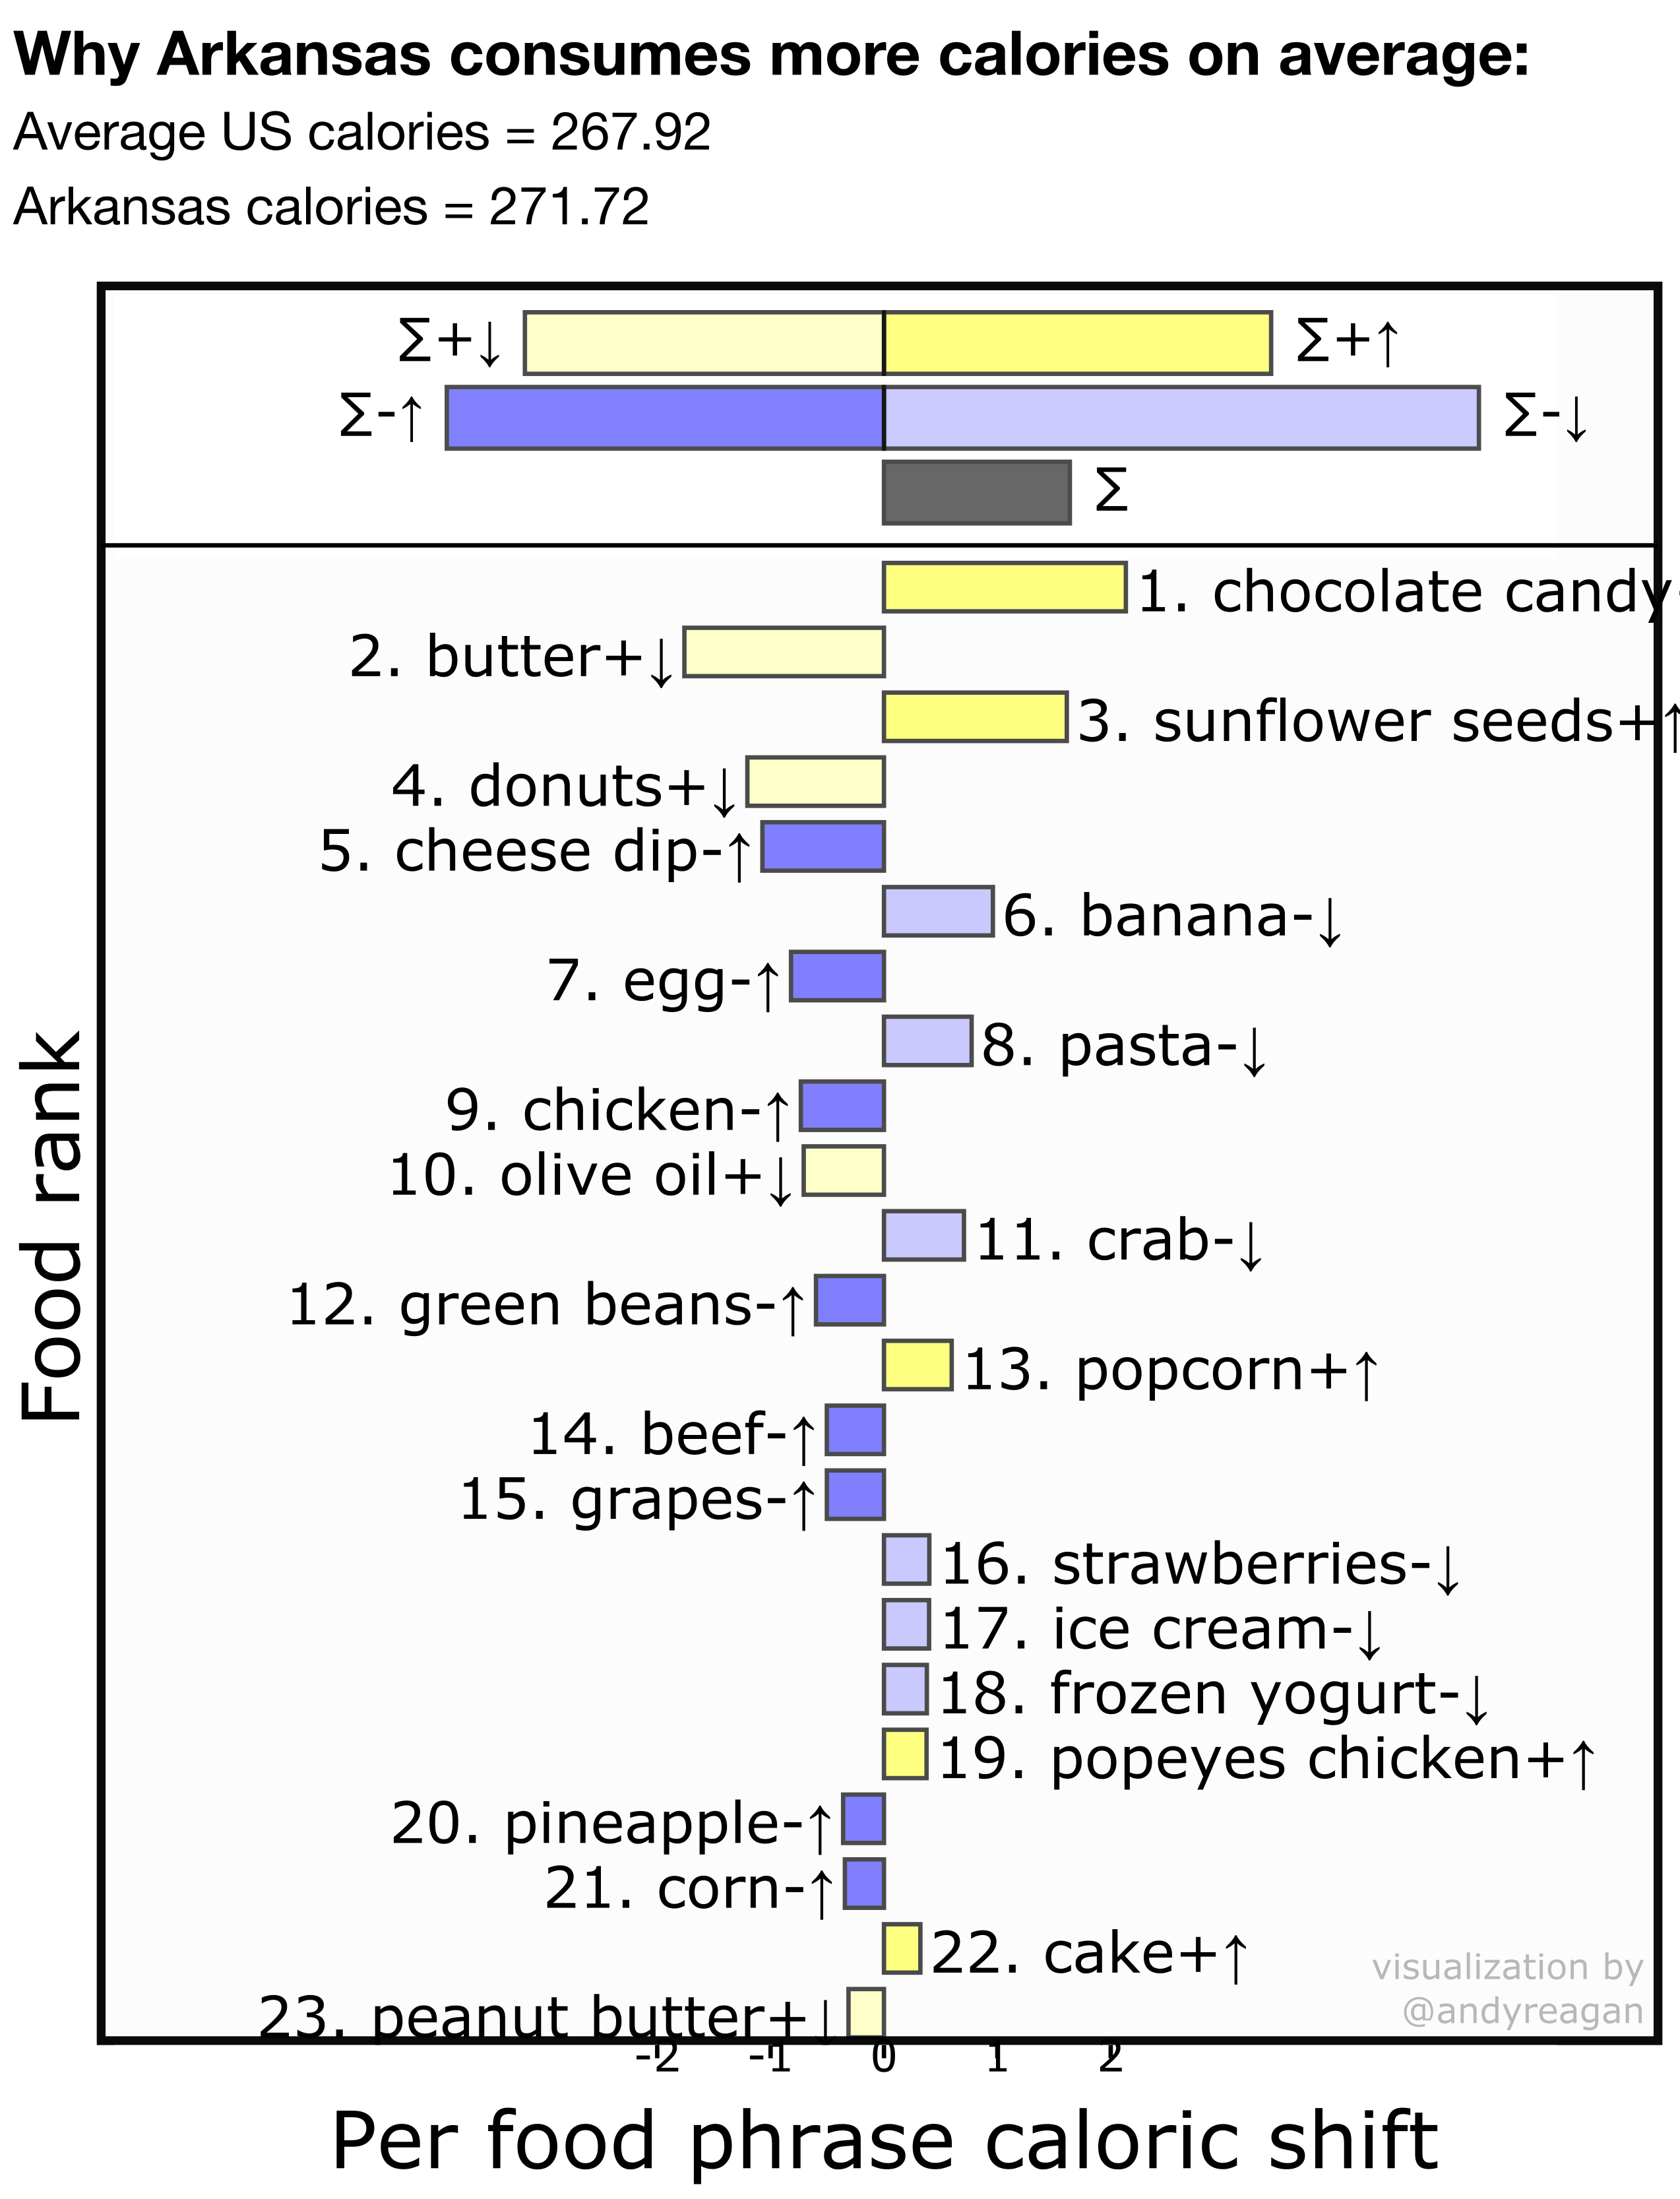 Why Arkansas consumes more calories on average:
Average US calories = 267.92
Arkansas calories = 271.72
Σ+↓ Σ+↑
Σ-↑ Σ-↓
Σ
1. chocolate candy
2. butter+↓
3. sunflower seeds+↑
4. donuts+↓
5. cheese dip-↑
6. banana-↓
7. egg-↑
8. pasta-↓
9. chicken-↑
10. olive oil+↓
11. crab-↓
12. green beans-↑
13. popcorn+↑
14. beef-↑
15. grapes-↑
16. strawberries-↓
17. ice cream-↓
18. frozen yogurt-↓
19. popeyes chicken+↑
20. pineapple-↑
21. corn-↑
22. cake+↑
23. peanut butter+↓
Food rank
visualization by
@andyreagan
-2 -1 0 1 2
Per food phrase caloric shift